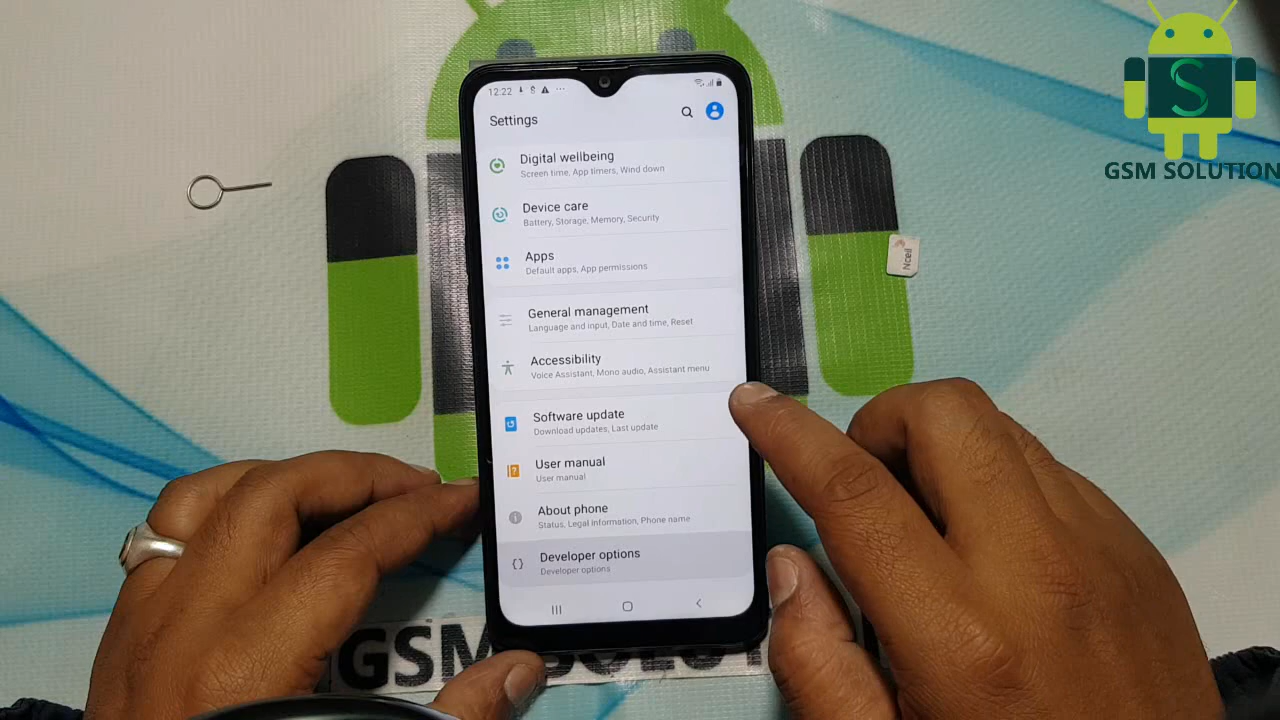 S
GSM SOLUTION
12:22
Settings
Digital wellbeing
Screen time, App timers, Wind down
Device care
Battery, Storage, Memory, Security
Apps
Default apps, App permissions
General management
Language and input, Date and time, Reset
Accessibility
Voice Assistant, Mono audio, Assistant menu
Software update
Download updates, Last update
User manual
User manual
About phone
Status, Legal information, Phone name
Developer options
Developer options
Ncell
GSM SOLUT